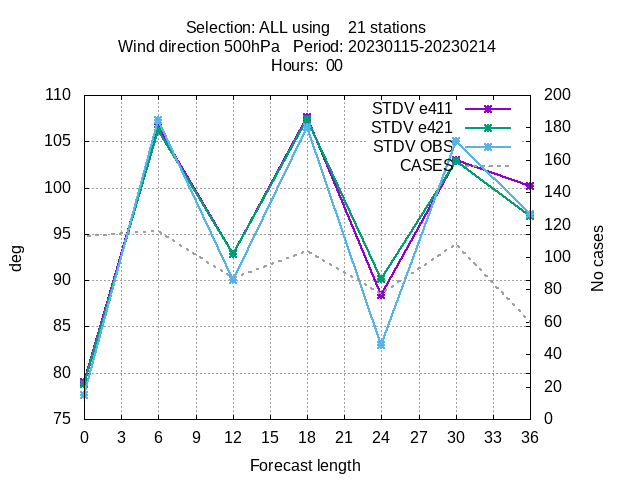 Selection: ALL using 21 stations
Wind direction 500hPa Period: 20230115-20230214
Hours: 00
110
105
100
95
90
85
80
75
deg
200
180
160
140
120
100
80
60
40
20
0
No cases
STDV e411
STDV e421
STDV OBS
CASES
0 3 6 9 12 15 18 21 24 27 30 33 36
Forecast length